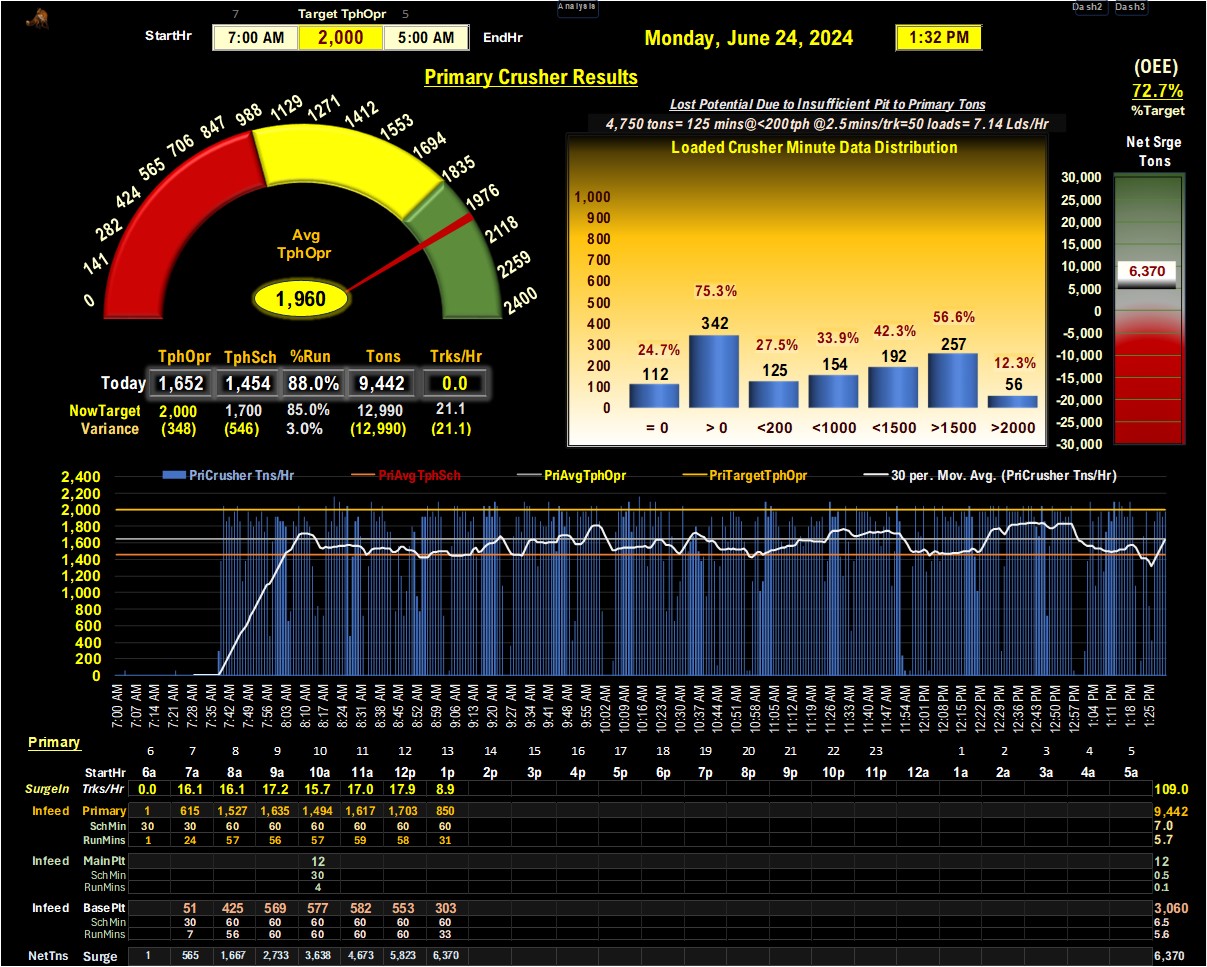 7 Target TphOpr 5 Analysis Dash2 Dash3
StartHr 7:00 AM 2,000 5:00 AM EndHr Monday, June 24, 2024 1:32 PM
Primary Crusher Results
(OEE)
72.7%
%Target
Lost Potential Due to Insufficient Pit to Primary Tons
4,750 tons= 125 mins@<200tph @2.5mins/trk=50 loads= 7.14 Lds/Hr
0 141 282 424 565 706 847 988 1129 1271 1412 1553 1694 1835 1976 2118 2259 2400
Avg
TphOpr
1,960
Loaded Crusher Minute Data Distribution
1,000
900
800
700
600
500
400
300
200
100
0
24.7% 75.3% 27.5% 33.9% 42.3% 56.6% 12.3%
112 342 125 154 192 257 56
= 0 > 0 <200 <1000 <1500 >1500 >2000
Net Srge
Tons
30,000
25,000
20,000
15,000
10,000
5,000
0
-5,000
-10,000
-15,000
-20,000
-25,000
-30,000
6,370
TphOpr TphSch %Run Tons Trks/Hr
Today 1,652 1,454 88.0% 9,442 0.0
NowTarget 2,000 1,700 85.0% 12,990 21.1
Variance (348) (546) 3.0% (12,990) (21.1)
PriCrusher Tns/Hr PriAvgTphSch PriAvgTphOpr PriTargetTphOpr 30 per. Mov. Avg. (PriCrusher Tns/Hr)
2,400
2,200
2,000
1,800
1,600
1,400
1,200
1,000
800
600
400
200
0
7:00 AM 7:07 AM 7:14 AM 7:21 AM 7:28 AM 7:35 AM 7:42 AM 7:49 AM 7:56 AM 8:03 AM 8:10 AM 8:17 AM 8:24 AM 8:31 AM 8:38 AM 8:45 AM 8:52 AM 8:59 AM 9:06 AM 9:13 AM 9:20 AM 9:27 AM 9:34 AM 9:41 AM 9:48 AM 9:55 AM 10:02 AM 10:09 AM 10:16 AM 10:23 AM 10:30 AM 10:37 AM 10:44 AM 10:51 AM 10:58 AM 11:05 AM 11:12 AM 11:19 AM 11:26 AM 11:33 AM 11:40 AM 11:47 AM 11:54 AM 12:01 PM 12:08 PM 12:15 PM 12:22 PM 12:29 PM 12:36 PM 12:43 PM 12:50 PM 12:57 PM 1:04 PM 1:11 PM 1:18 PM 1:25 PM
Primary
6 7 8 9 10 11 12 13 14 15 16 17 18 19 20 21 22 23 1 2 3 4 5
StartHr 6a 7a 8a 9a 10a 11a 12p 1p 2p 3p 4p 5p 6p 7p 8p 9p 10p 11p 12a 1a 2a 3a 4a 5a
SurgeIn Trks/Hr 0.0 16.1 16.1 17.2 15.7 17.0 17.9 8.9 109.0
Infeed Primary 1 615 1,527 1,635 1,494 1,617 1,703 850 9,442
SchMin 30 30 60 60 60 60 60 60 7.0
RunMins 1 24 57 56 57 59 58 31 5.7
Infeed MainPlt 12 12
SchMin 30 0.5
RunMins 4 0.1
Infeed BasePlt 51 425 569 577 582 553 303 3,060
SchMin 30 60 60 60 60 60 60 6.5
RunMins 7 56 60 60 60 60 33 5.6
NetTns Surge 1 565 1,667 2,733 3,638 4,673 5,823 6,370 6,370